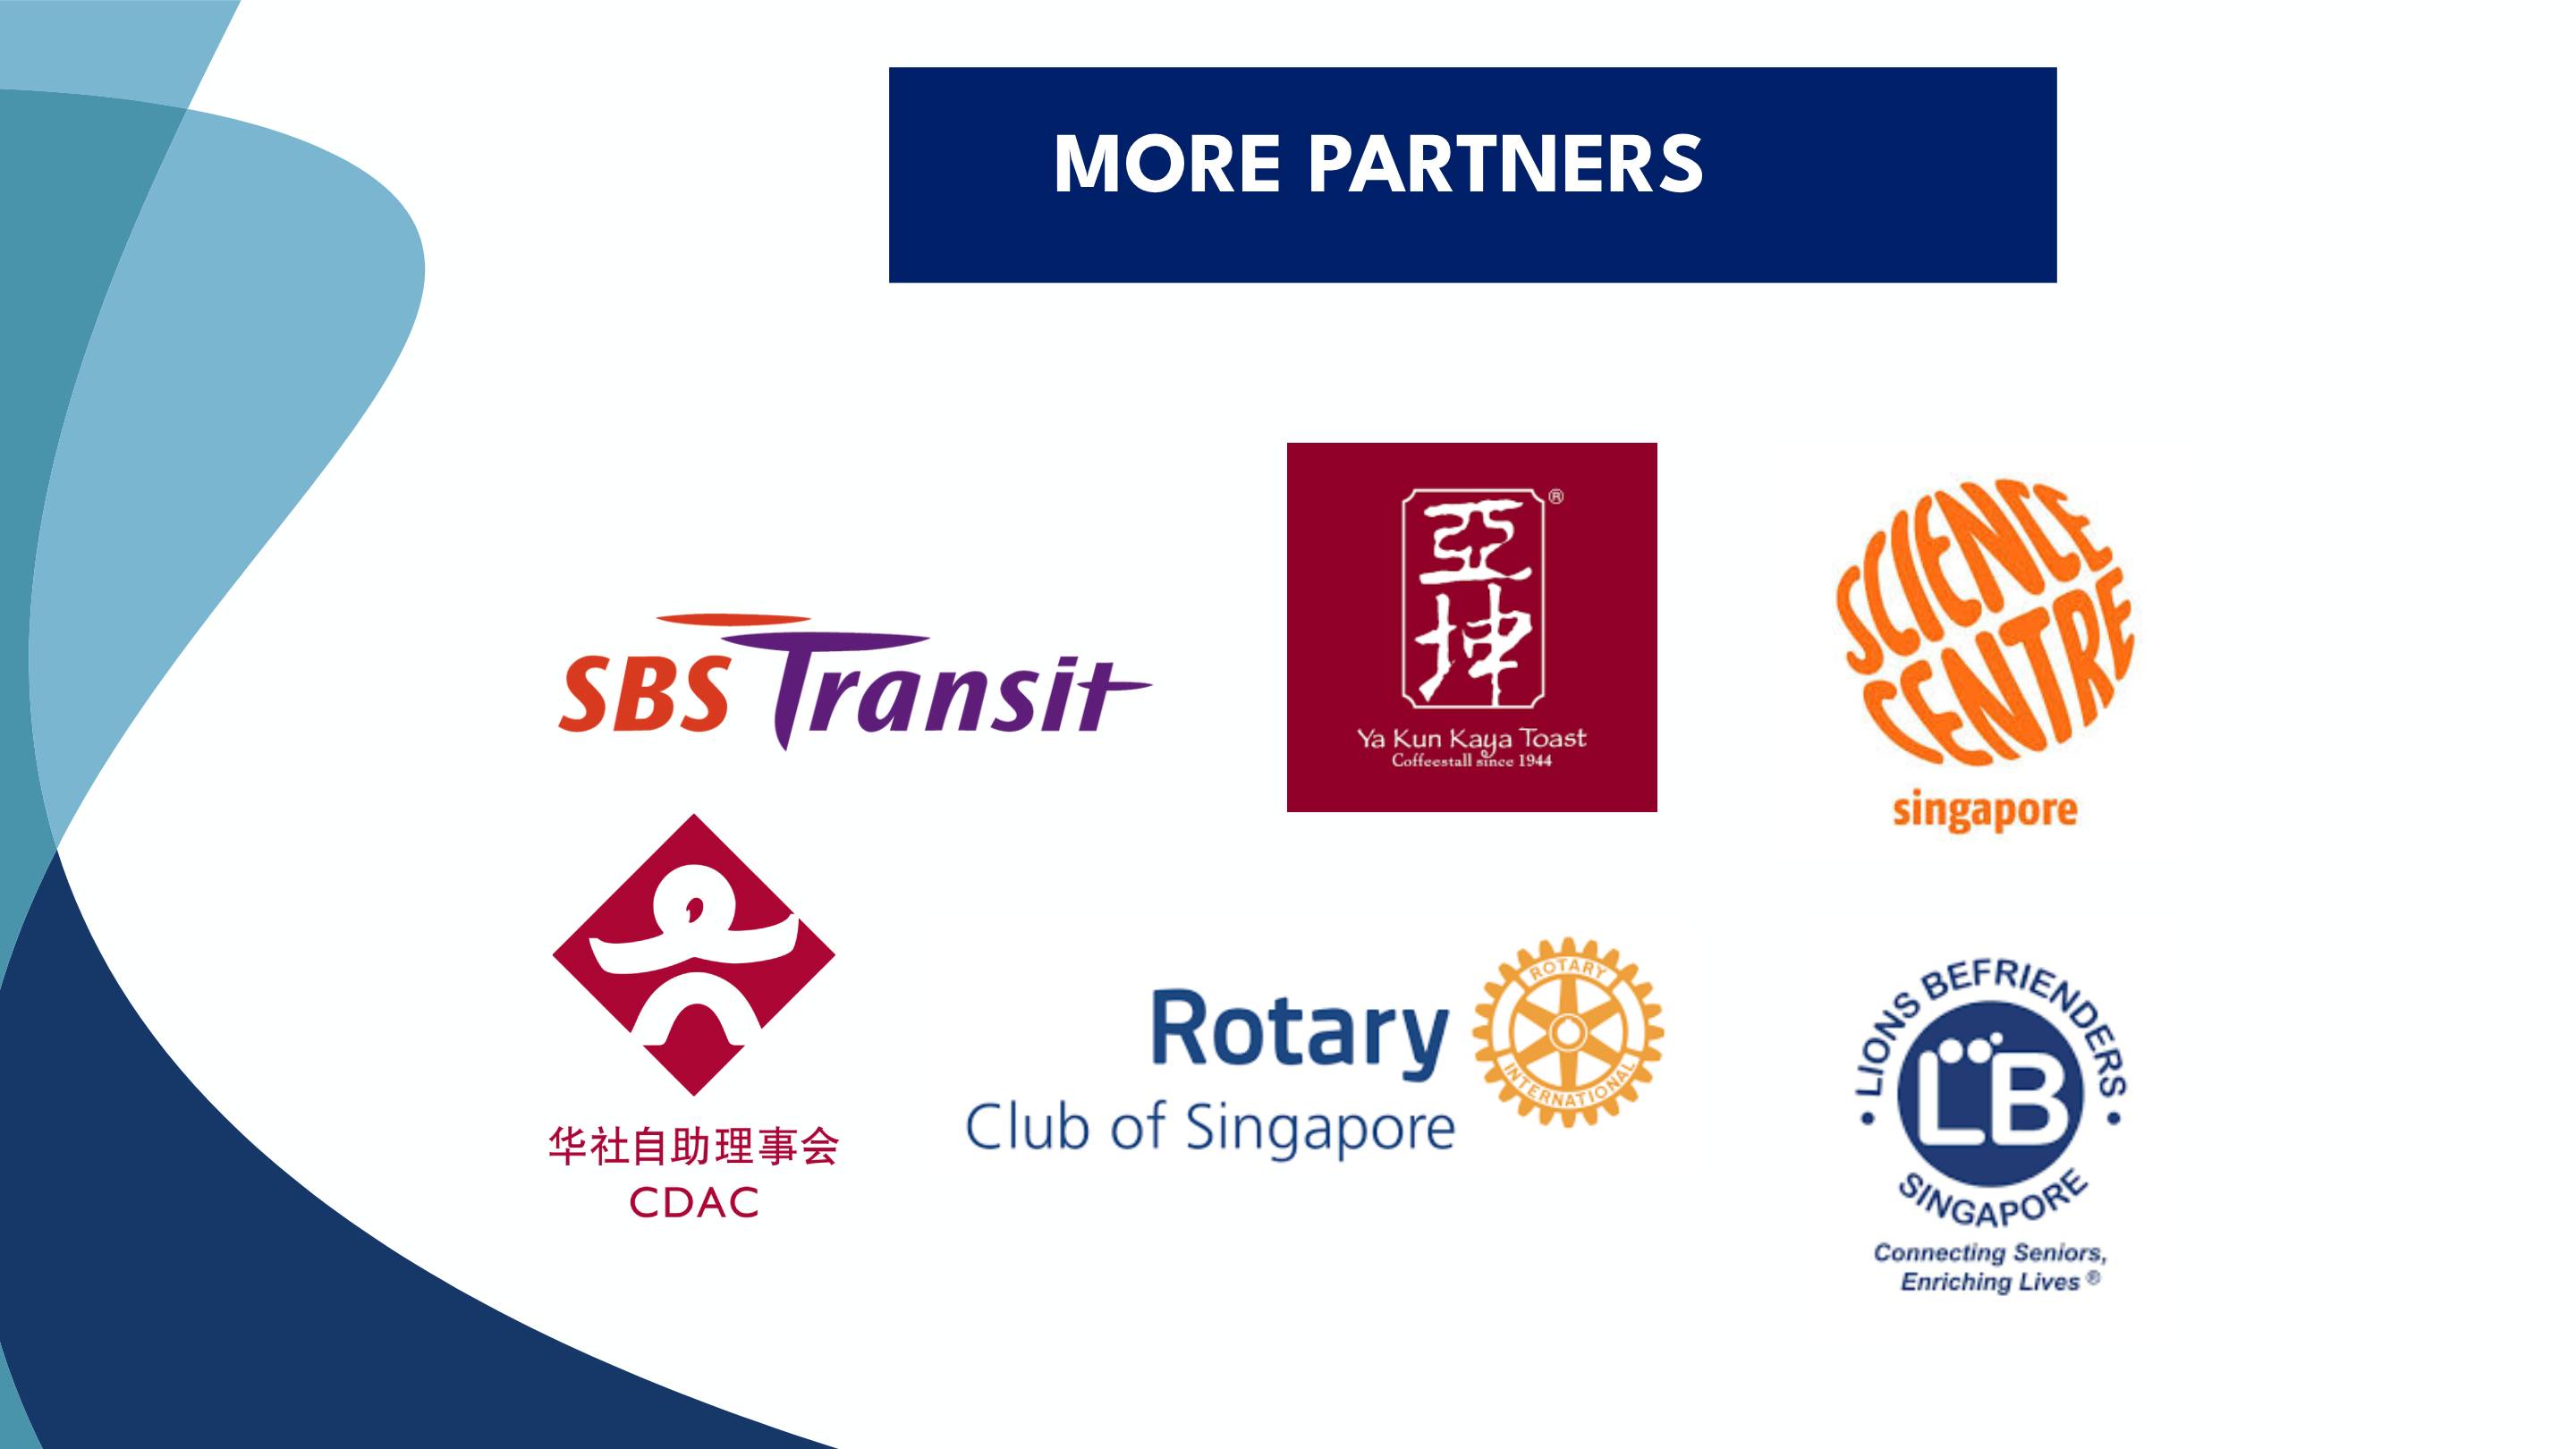 MORE PARTNERS
SBS Transit
亞
坤
®
Ya Kun Kaya Toast
Coffeestall since 1944
SCIENCE
CENTRE
singapore
华社自助理事会
CDAC
Rotary
Club of Singapore
ROTARY
INTERNATIONAL
• LIONS BEFRIENDERS •
LB
SINGAPORE
Connecting Seniors,
Enriching Lives ®